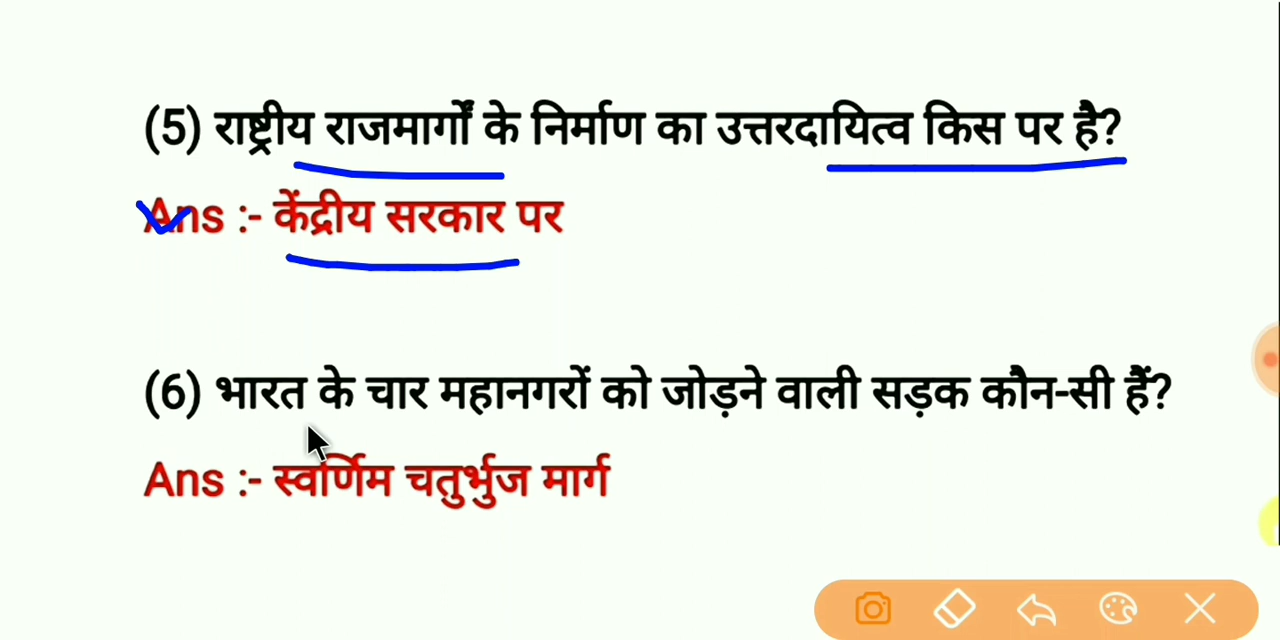 (5) राष्ट्रीय राजमार्गों के निर्माण का उत्तरदायित्व किस पर है?
Ans :- केंद्रीय सरकार पर
(6) भारत के चार महानगरों को जोड़ने वाली सड़क कौन-सी हैं?
Ans :- स्वर्णिम चतुर्भुज मार्ग